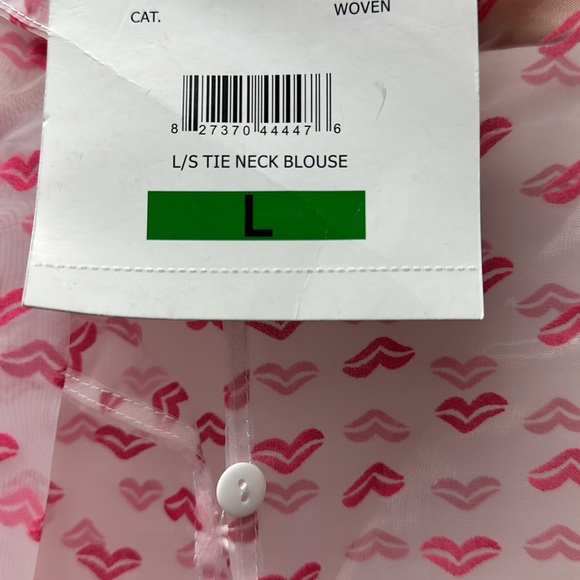 CAT. WOVEN
8 27370 44447 6
L/S TIE NECK BLOUSE
L